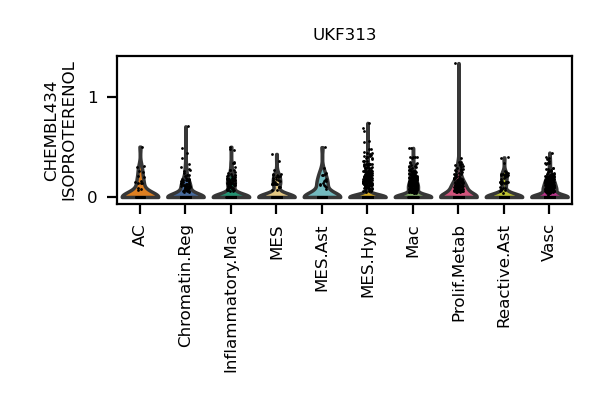 UKF313
CHEMBL434
ISOPROTERENOL
1
0
AC
Chromatin.Reg
Inflammatory.Mac
MES
MES.Ast
MES.Hyp
Mac
Prolif.Metab
Reactive.Ast
Vasc